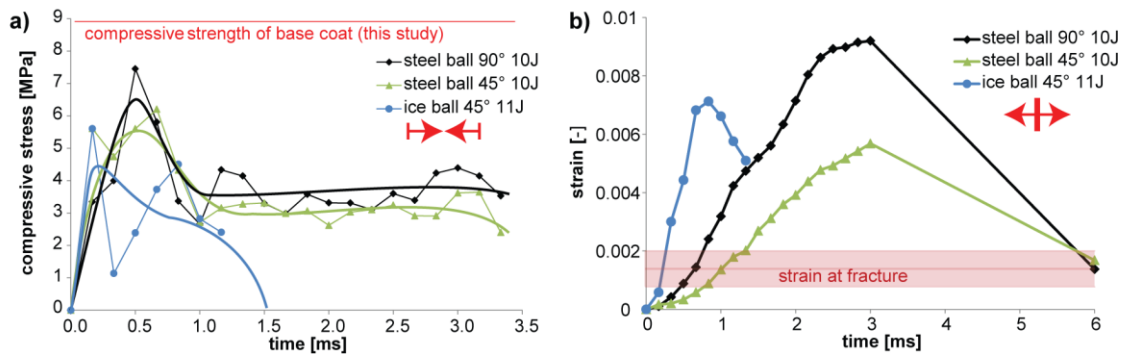 a)
compressive stress [MPa]
9
8
7
6
5
4
3
2
1
0
compressive strength of base coat (this study)
steel ball 90° 10J
steel ball 45° 10J
ice ball 45° 11J
0.0 0.5 1.0 1.5 2.0 2.5 3.0 3.4
time [ms]
b)
strain [-]
0.01
0.008
0.006
0.004
0.002
0
steel ball 90° 10J
steel ball 45° 10J
ice ball 45° 11J
strain at fracture
0 1 2 3 4 5 6
time [ms]